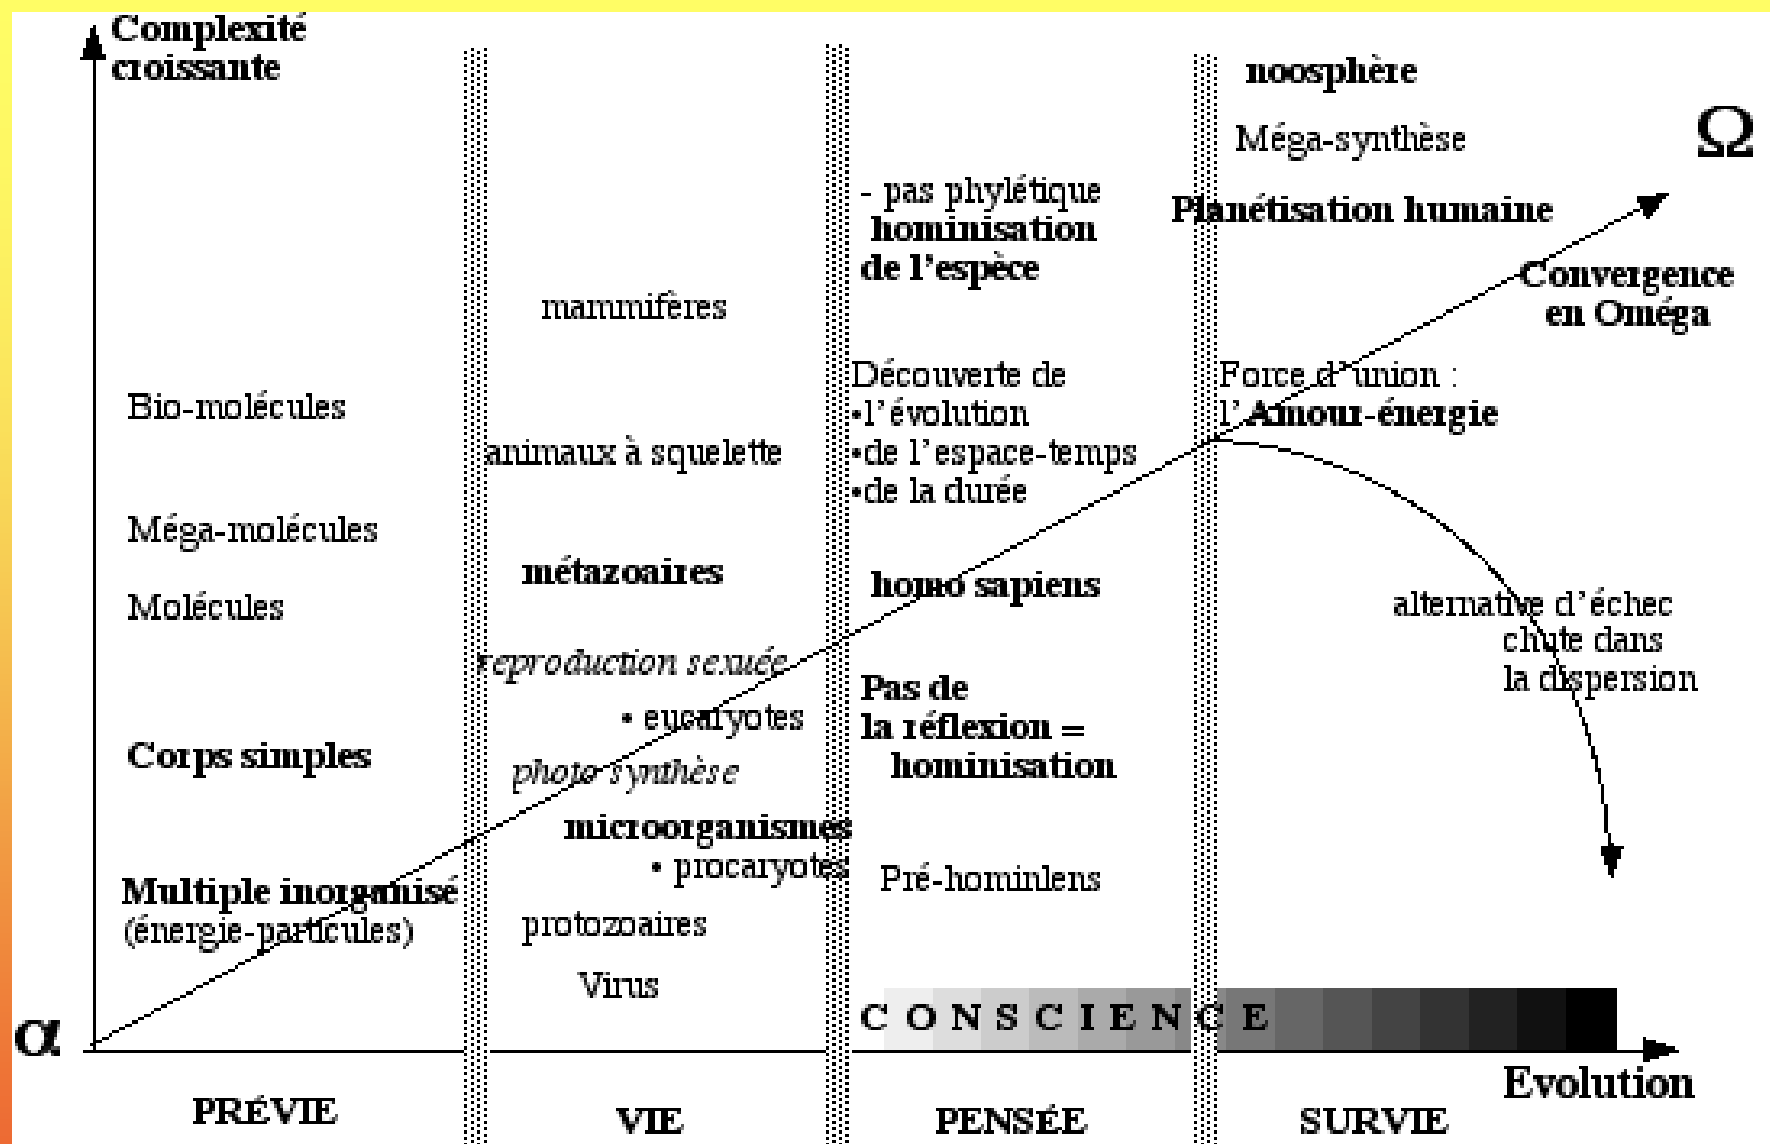 Complexité
croissante
α
Bio-molécules
Méga-molécules
Molécules
Corps simples
Multiple inorganisé
(énergie-particules)
PRÉVIE
mammifères
animaux à squelette
métazoaires
reproduction sexuée
• eucaryotes
photo synthèse
microorganismes
• procaryotes
protozoaires
Virus
VIE
- pas phylétique
hominisation
de l'espèce
Découverte de
•l'évolution
•de l'espace-temps
•de la durée
homo sapiens
Pas de
la réflexion =
hominisation
Pré-hominlens
CONSCIENCE
PENSÉE
noosphère
Méga-synthèse
Ω
Planétisation humaine
Convergence
en Oméga
Force d'union :
l'Amour-énergie
alternative d'échec
chute dans
la dispersion
Evolution
SURVIE